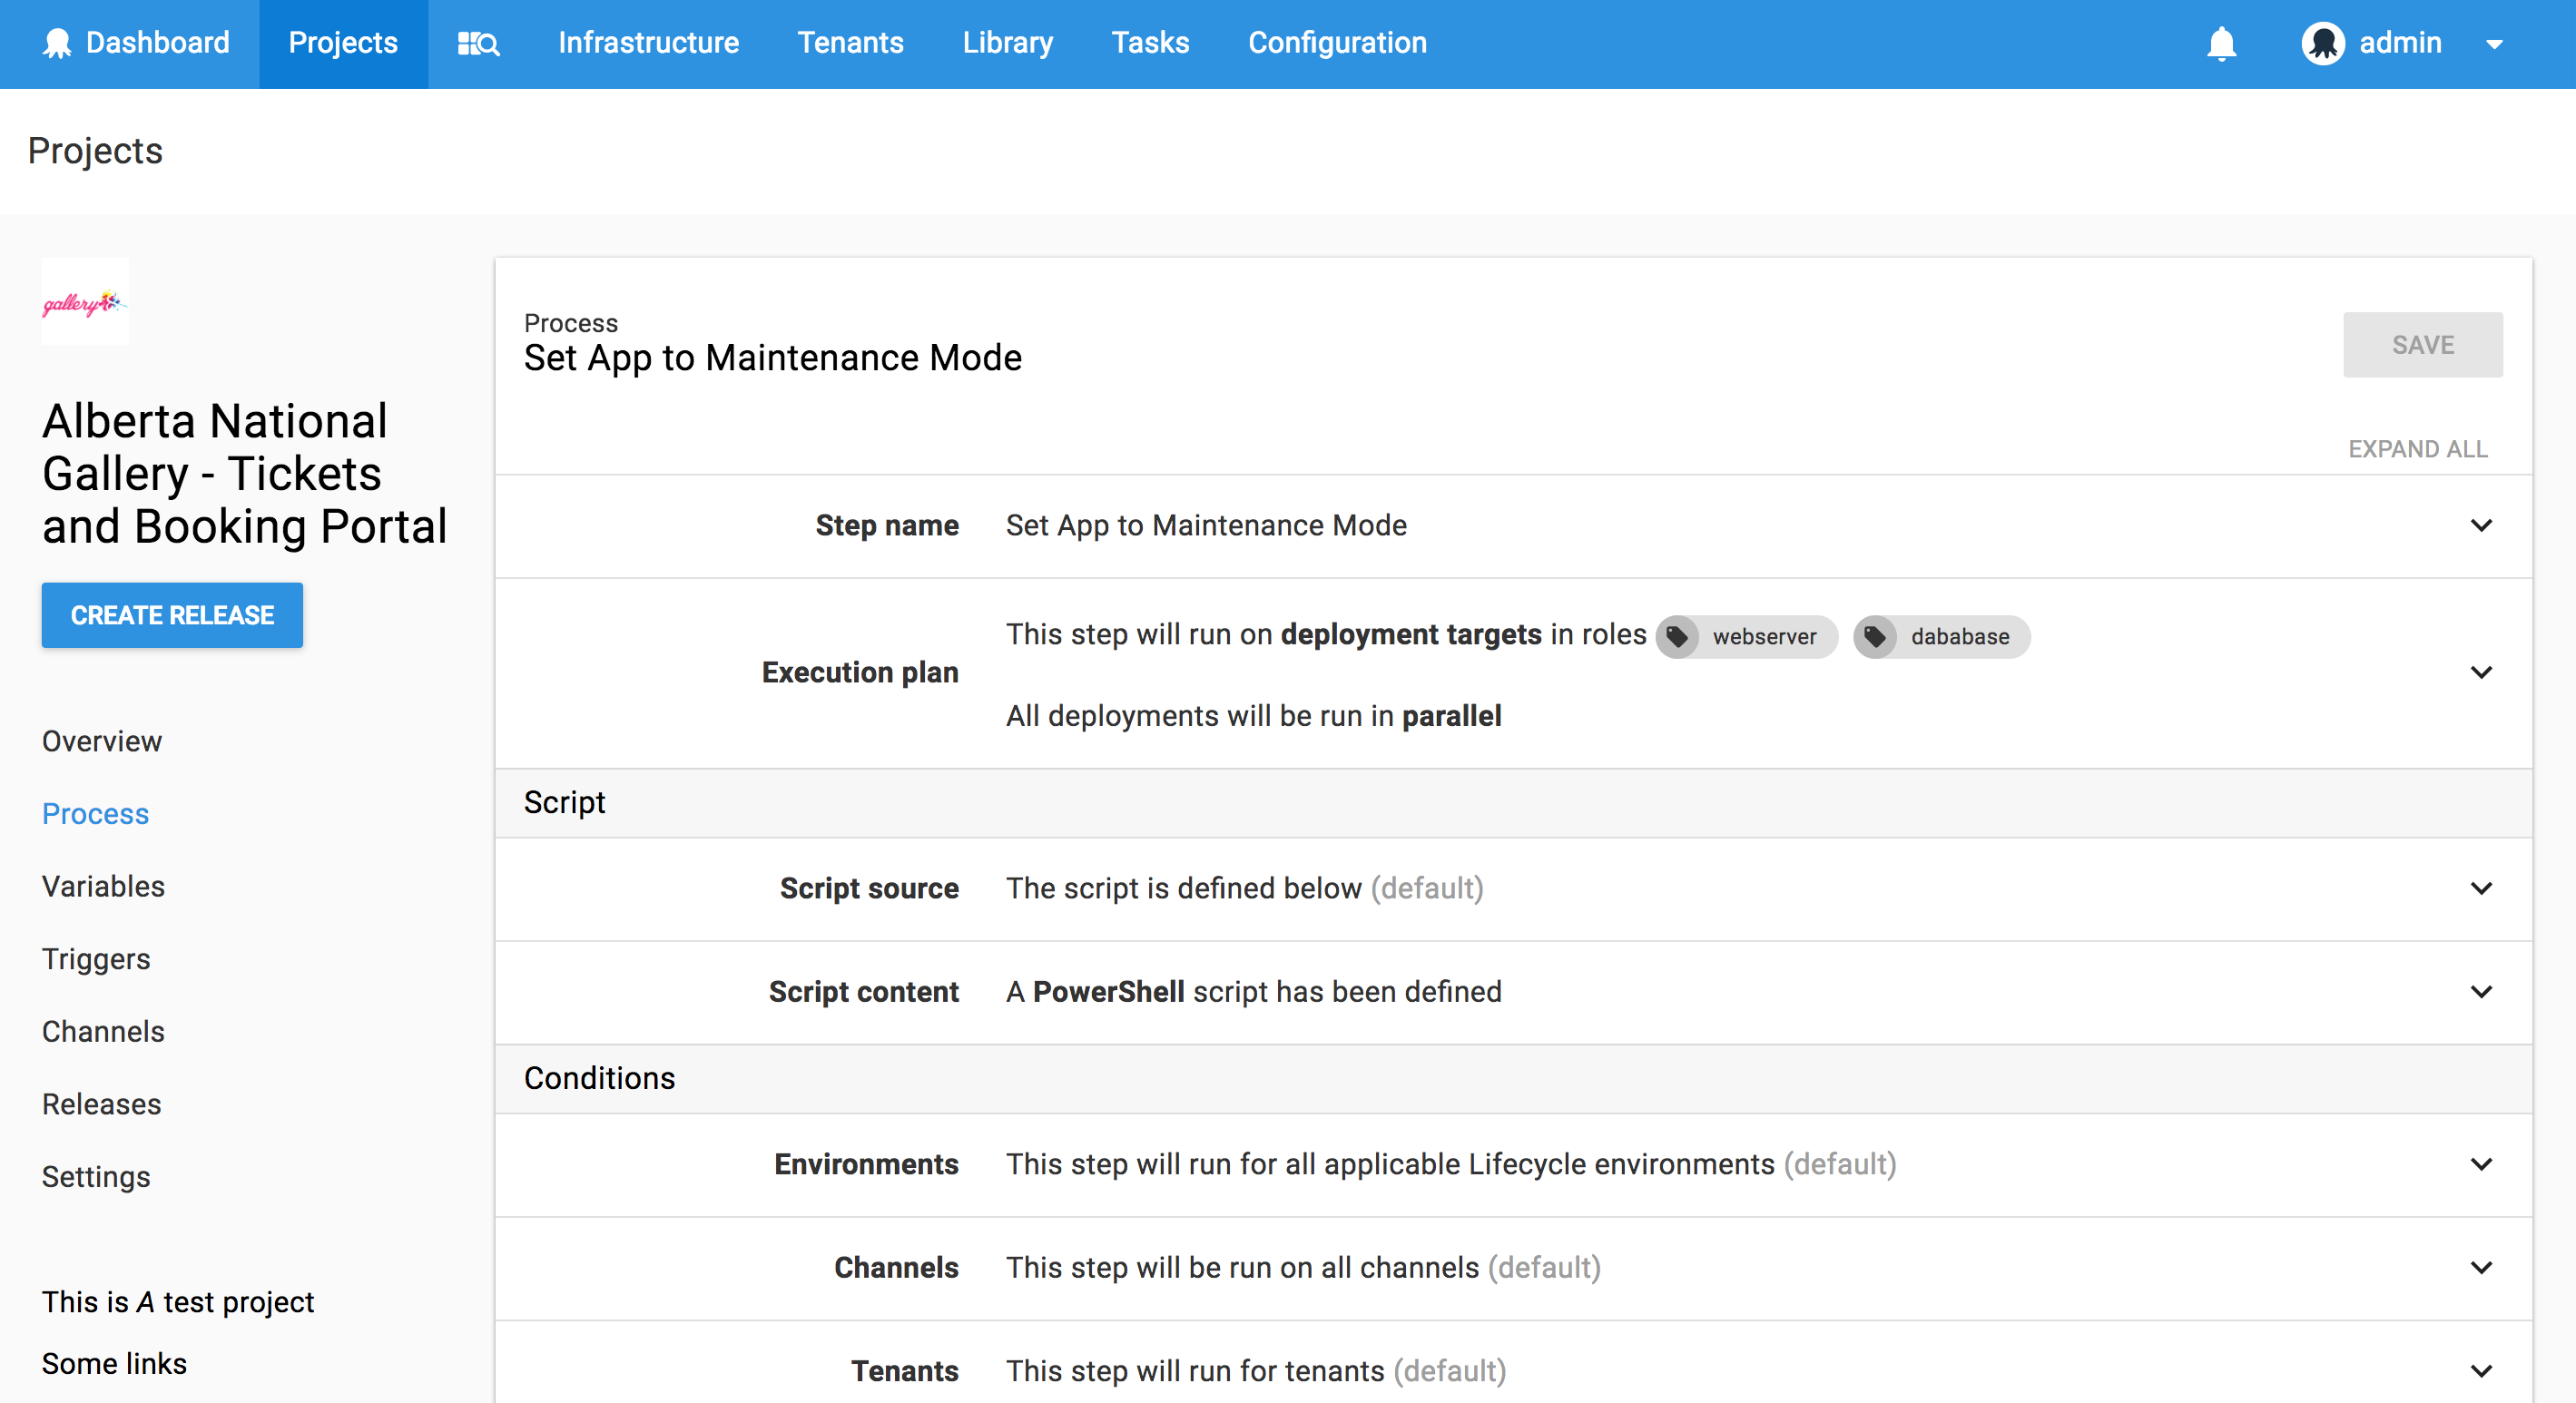 Dashboard Projects Infrastructure Tenants Library Tasks Configuration admin
Projects
gallery
Alberta National
Gallery - Tickets
and Booking Portal
CREATE RELEASE
Overview
Process
Variables
Triggers
Channels
Releases
Settings
This is A test project
Some links
Process
Set App to Maintenance Mode
SAVE
EXPAND ALL
Step name Set App to Maintenance Mode
Execution plan
This step will run on deployment targets in roles webserver dababase
All deployments will be run in parallel
Script
Script source The script is defined below (default)
Script content A PowerShell script has been defined
Conditions
Environments This step will run for all applicable Lifecycle environments (default)
Channels This step will be run on all channels (default)
Tenants This step will run for tenants (default)